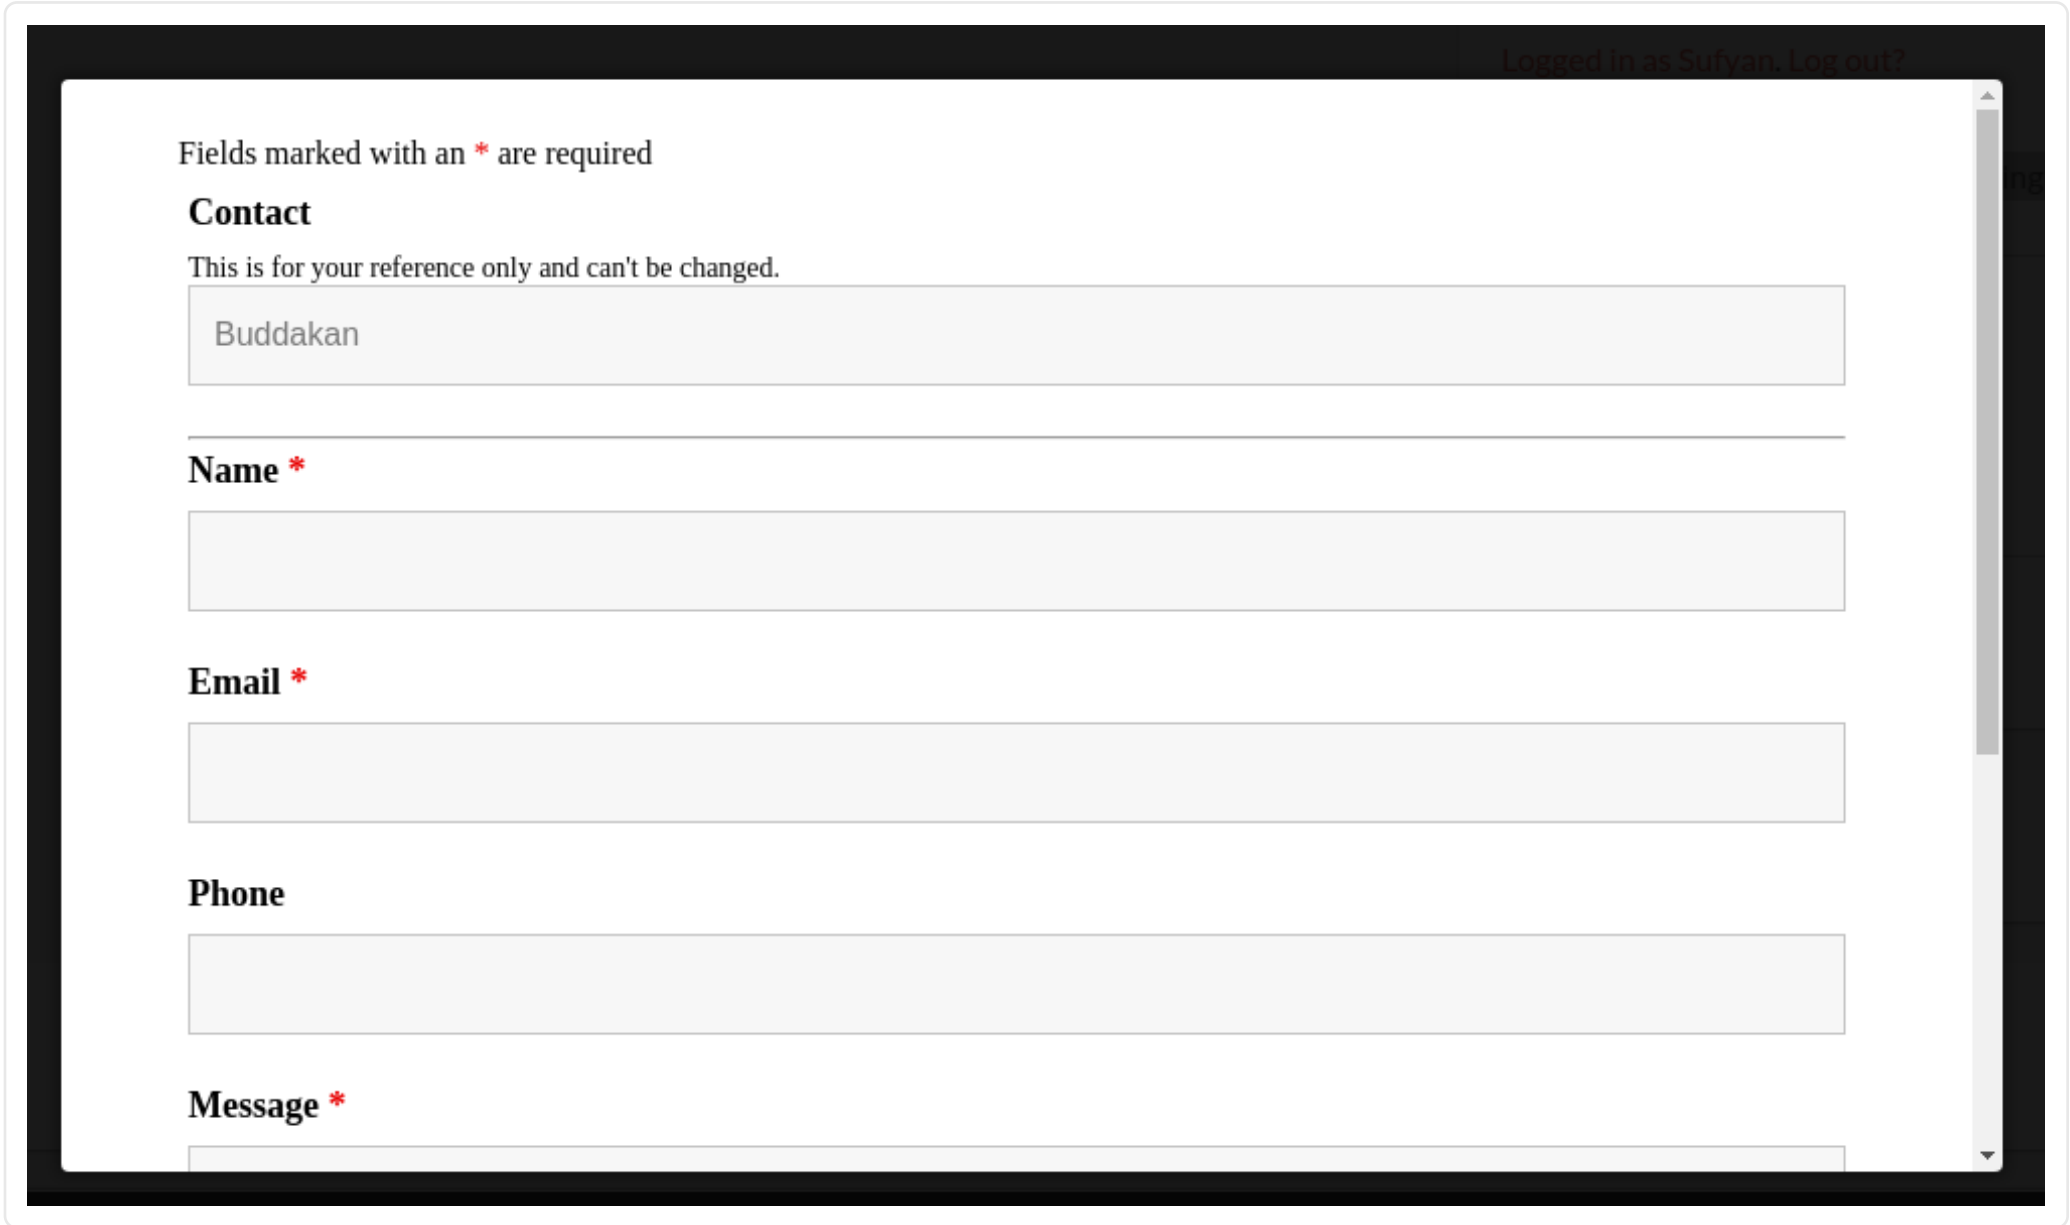 Logged in as Sufyan. Log out?
Fields marked with an * are required
Contact
This is for your reference only and can't be changed.
Buddakan
Name *
Email *
Phone
Message *